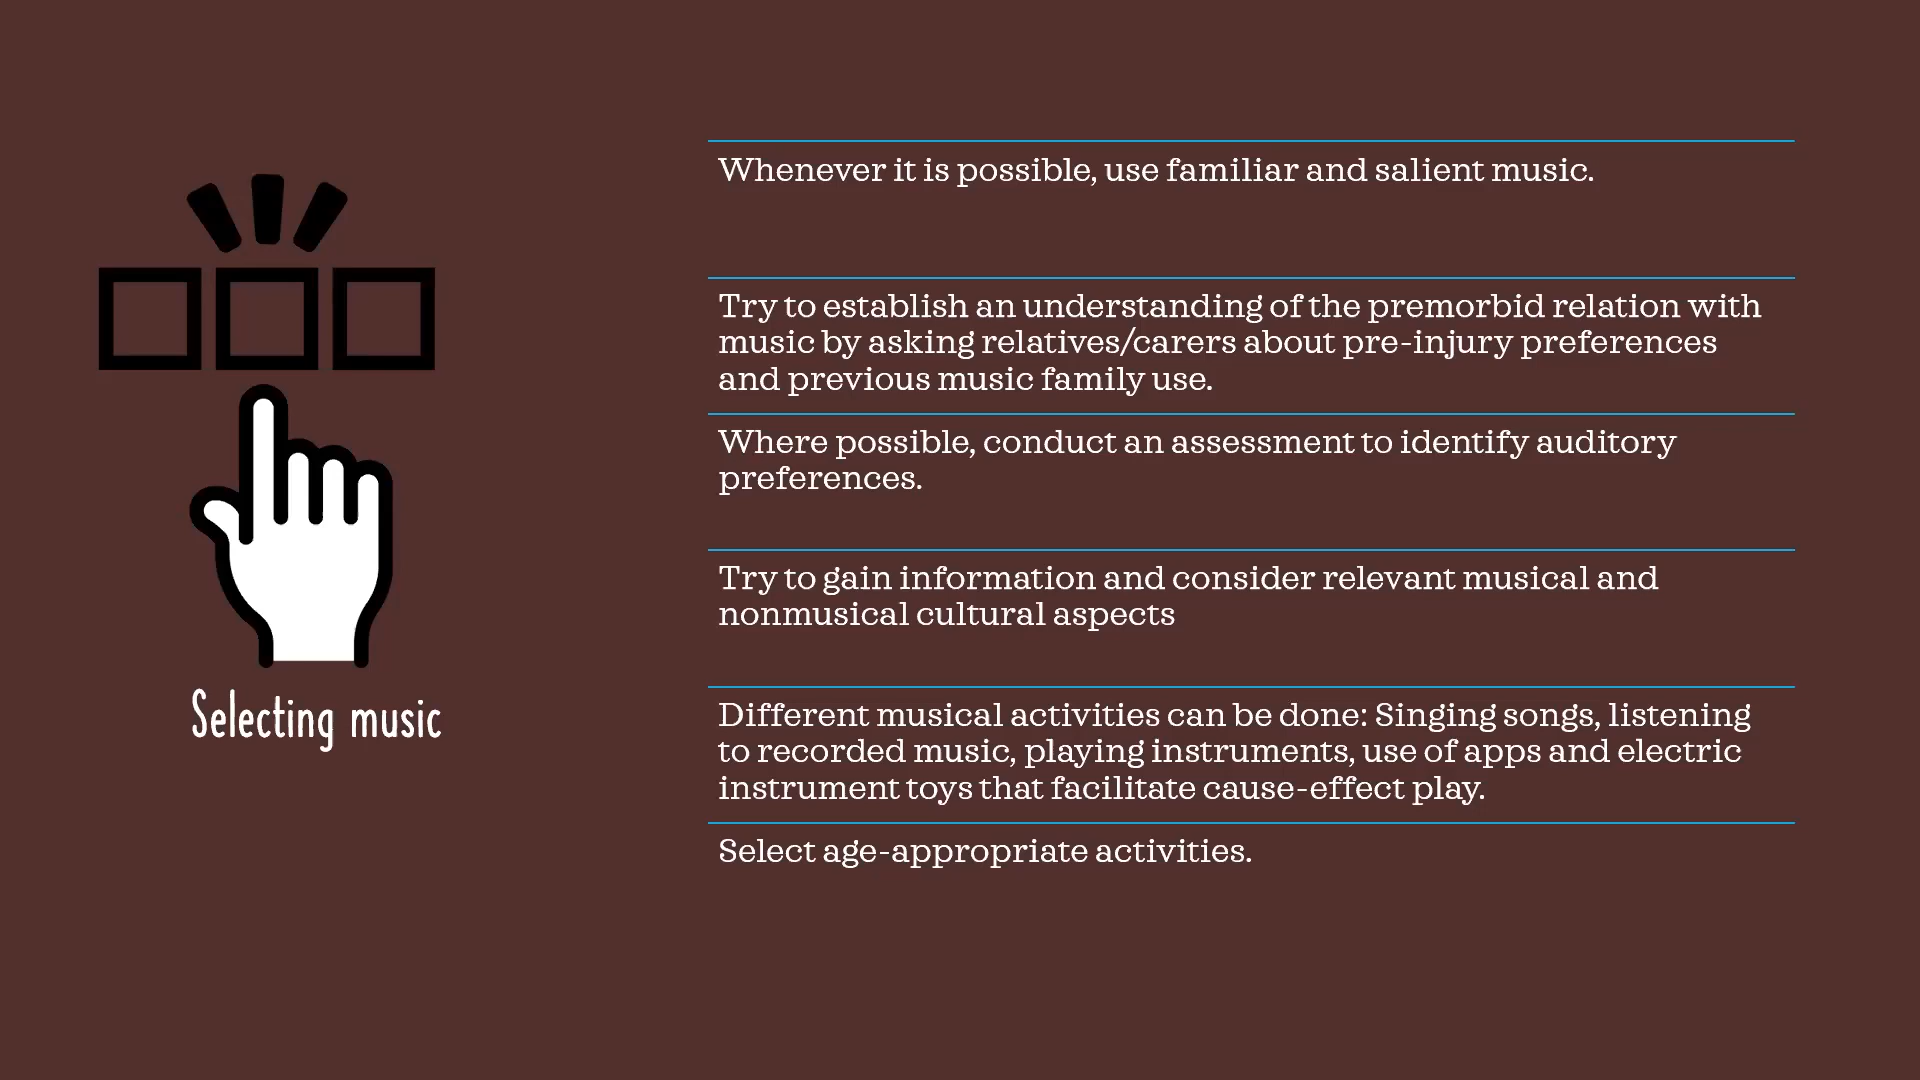 Selecting music
Whenever it is possible, use familiar and salient music.
Try to establish an understanding of the premorbid relation with
music by asking relatives/carers about pre-injury preferences
and previous music family use.
Where possible, conduct an assessment to identify auditory
preferences.
Try to gain information and consider relevant musical and
nonmusical cultural aspects
Different musical activities can be done: Singing songs, listening
to recorded music, playing instruments, use of apps and electric
instrument toys that facilitate cause-effect play.
Select age-appropriate activities.